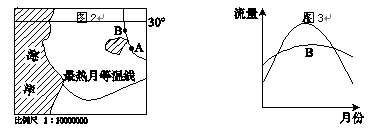 图 2
30°
B
A
海
洋
最热月等温线
比例尺 1：10000000
流量
图 3
A
B
月份